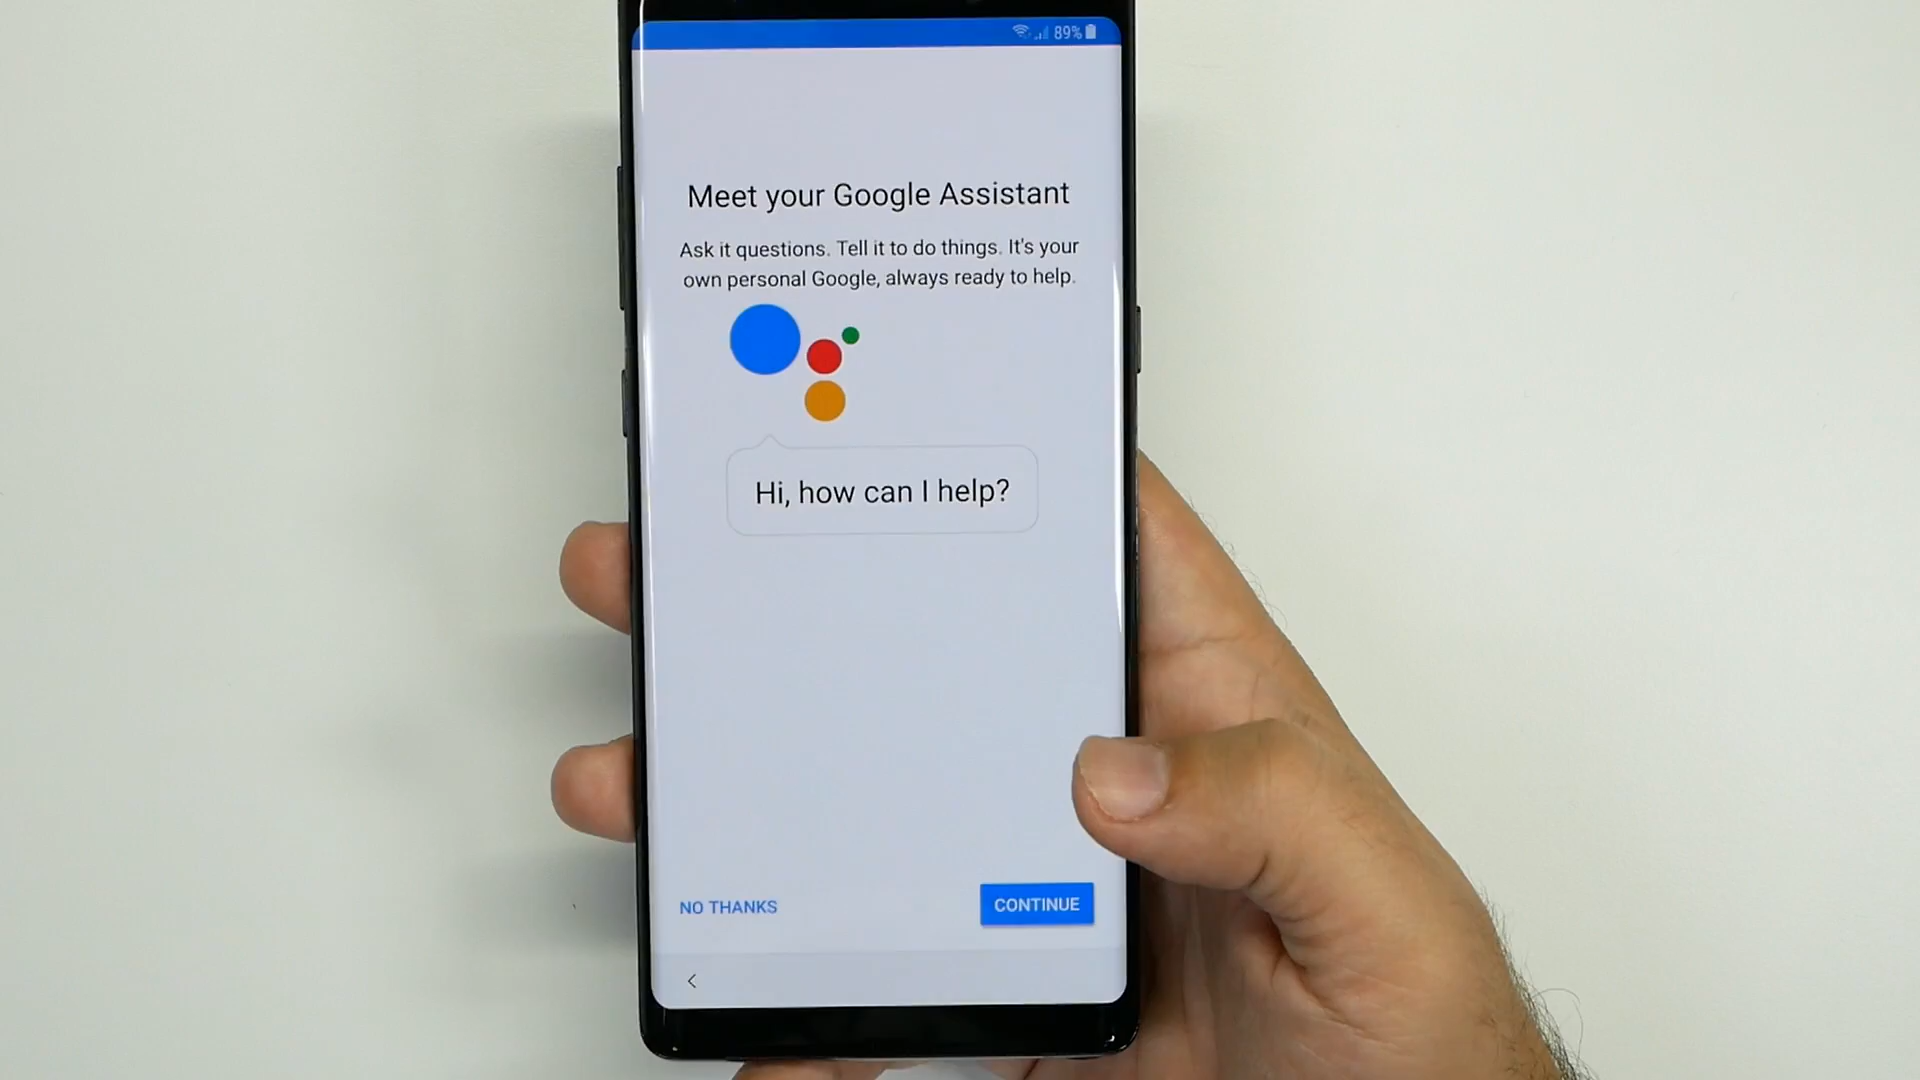 89%
Meet your Google Assistant
Ask it questions. Tell it to do things. It's your
own personal Google, always ready to help.
Hi, how can I help?
NO THANKS
CONTINUE